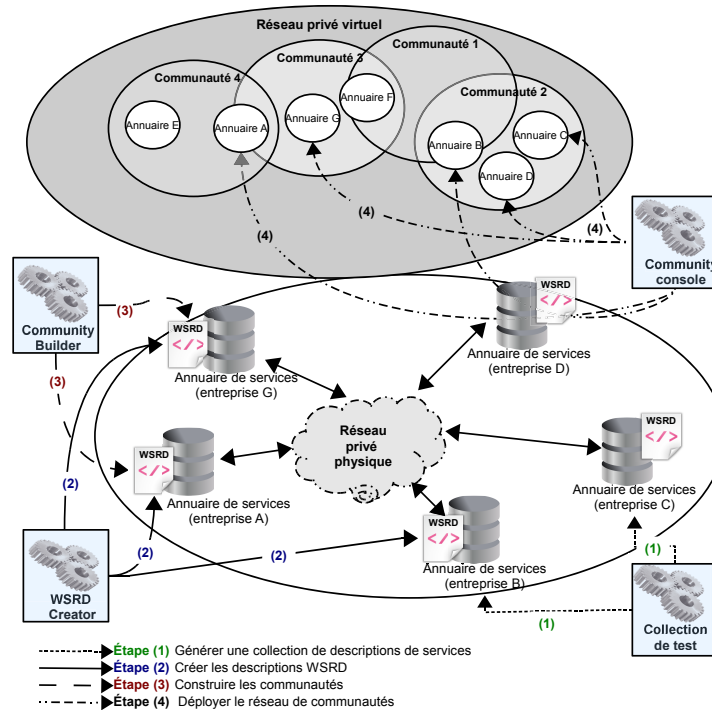 Réseau privé virtuel
Communauté 1
Communauté 3
Communauté 4
Communauté 2
Annuaire E
Annuaire A
Annuaire G
Annuaire F
Annuaire B
Annuaire C
Annuaire D
(4)
(4)
(4)
Community
console
Community
Builder
(3)
(3)
WSRD
</>
Annuaire de services
(entreprise G)
WSRD
</>
Annuaire de services
(entreprise D)
Réseau
privé
physique
WSRD
</>
Annuaire de services
(entreprise A)
WSRD
</>
Annuaire de services
(entreprise C)
WSRD
</>
Annuaire de services
(entreprise B)
(2)
(2)
(2)
WSRD
Creator
(1)
(1)
Collection
de test
Étape (1) Générer une collection de descriptions de services
Étape (2) Créer les descriptions WSRD
Étape (3) Construire les communautés
Étape (4) Déployer le réseau de communautés